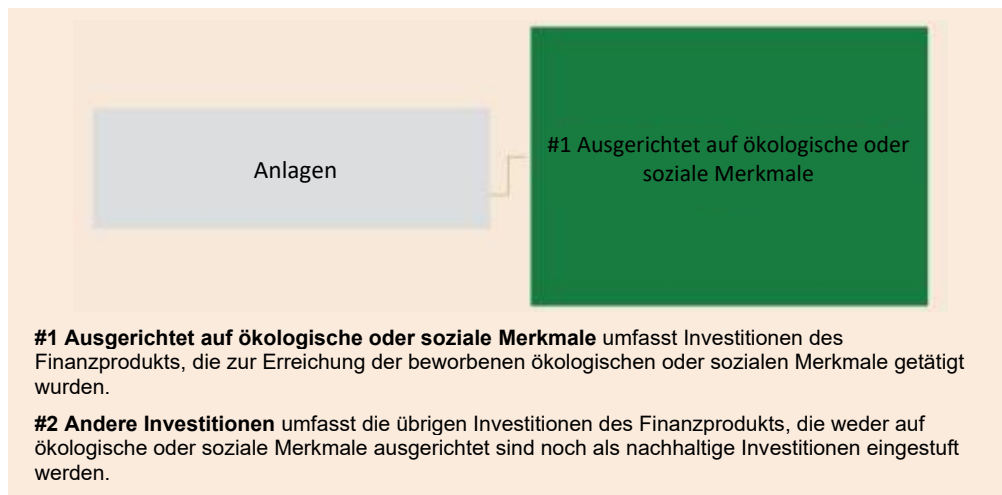 Anlagen
#1 Ausgerichtet auf ökologische oder
soziale Merkmale
#1 Ausgerichtet auf ökologische oder soziale Merkmale umfasst Investitionen des
Finanzprodukts, die zur Erreichung der beworbenen ökologischen oder sozialen Merkmale getätigt
wurden.
#2 Andere Investitionen umfasst die übrigen Investitionen des Finanzprodukts, die weder auf
ökologische oder soziale Merkmale ausgerichtet sind noch als nachhaltige Investitionen eingestuft
werden.